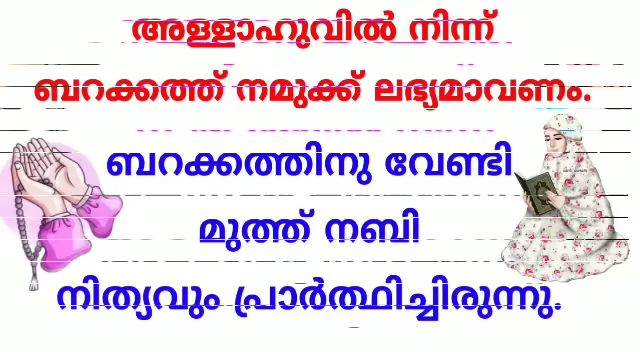 അള്ളാഹുവിൽ നിന്ന്
ബറക്കത്ത് നമുക്ക് ലഭ്യമാവണം.
ബറക്കത്തിനു വേണ്ടി
മുത്ത് നബി
നിത്യവും പ്രാർത്ഥിച്ചിരുന്നു.